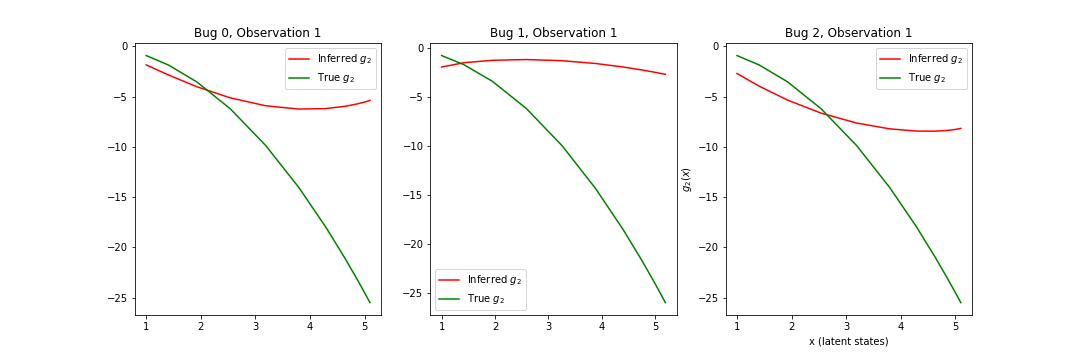 Bug 0, Observation 1
0
−5
−10
−15
−20
−25
1 2 3 4 5
Inferred g₂
True g₂
Bug 1, Observation 1
0
−5
−10
−15
−20
−25
1 2 3 4 5
Inferred g₂
True g₂
Bug 2, Observation 1
g₂(x)
0
−5
−10
−15
−20
−25
1 2 3 4 5
x (latent states)
Inferred g₂
True g₂